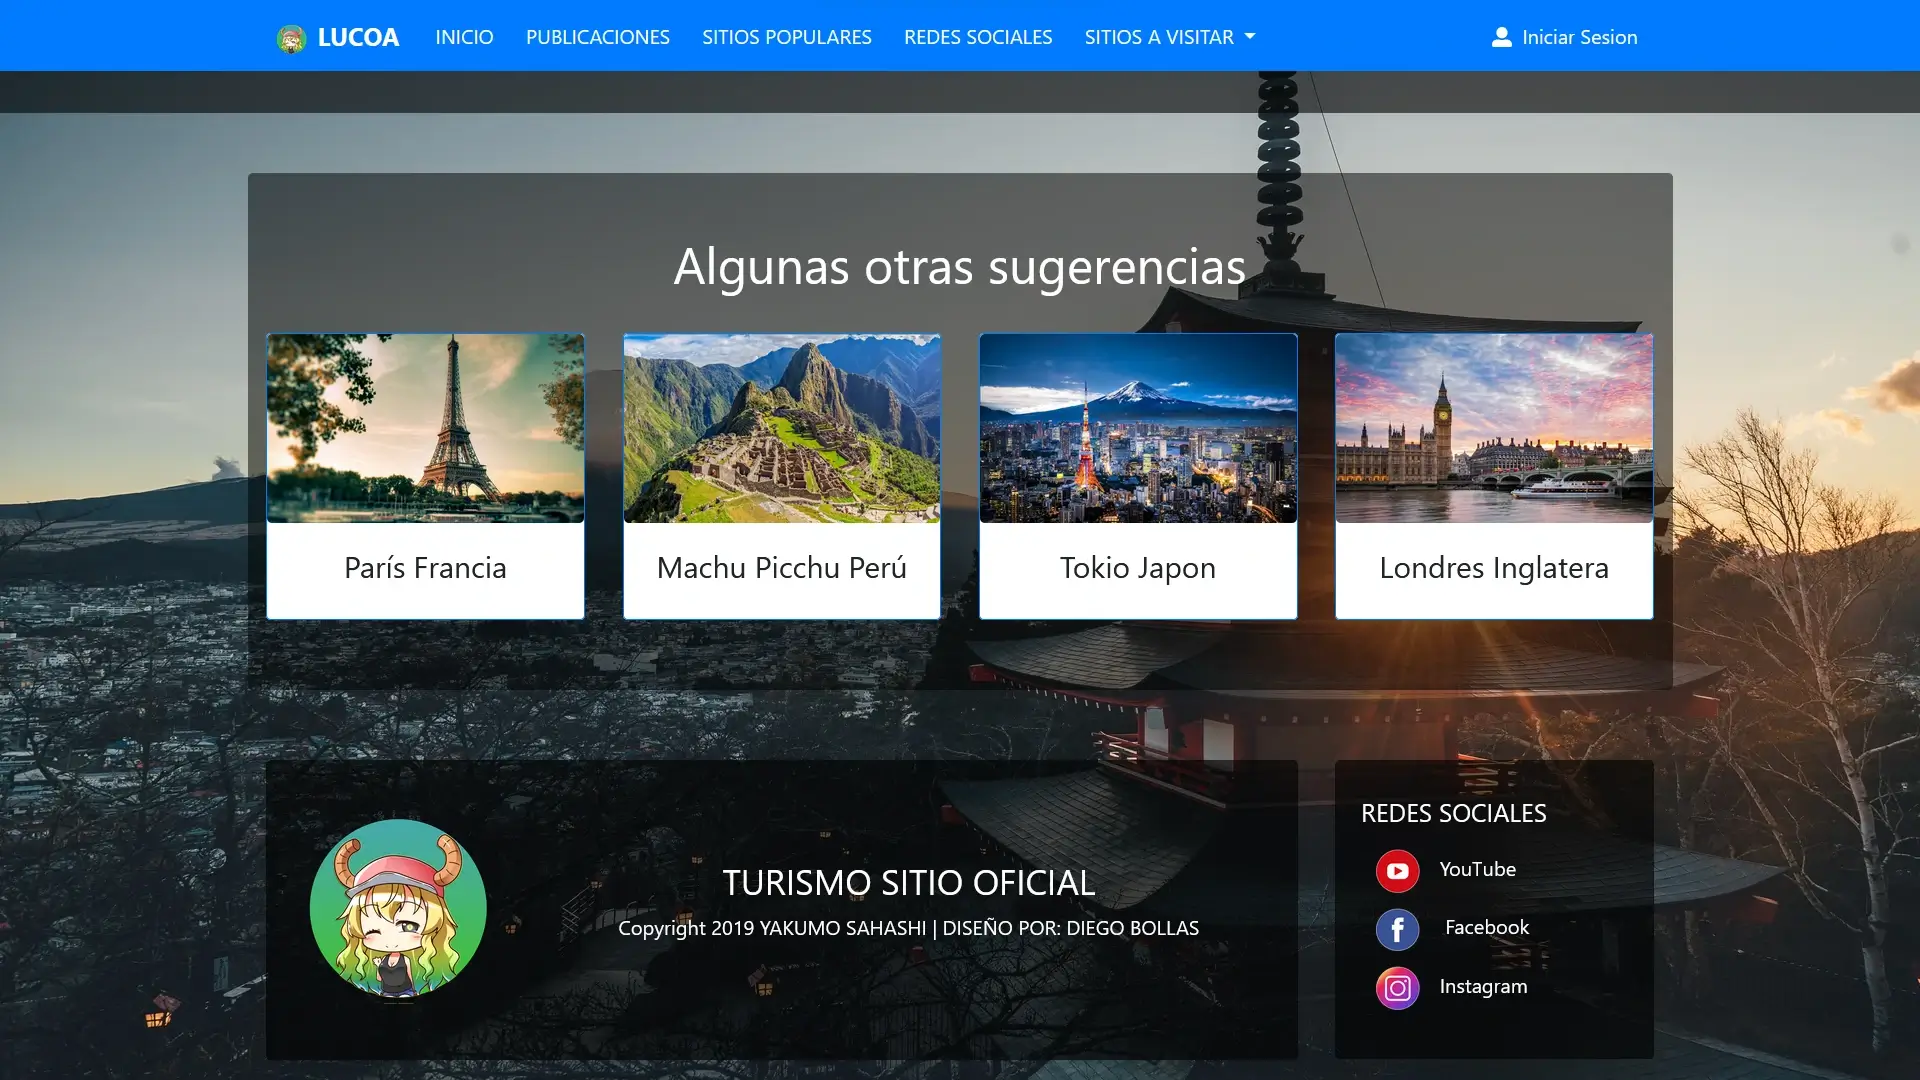 LUCOA INICIO PUBLICACIONES SITIOS POPULARES REDES SOCIALES SITIOS A VISITAR Iniciar Sesion
Algunas otras sugerencias
París Francia
Machu Picchu Perú
Tokio Japon
Londres Inglatera
TURISMO SITIO OFICIAL
Copyright 2019 YAKUMO SAHASHI | DISEÑO POR: DIEGO BOLLAS
REDES SOCIALES
YouTube
Facebook
Instagram